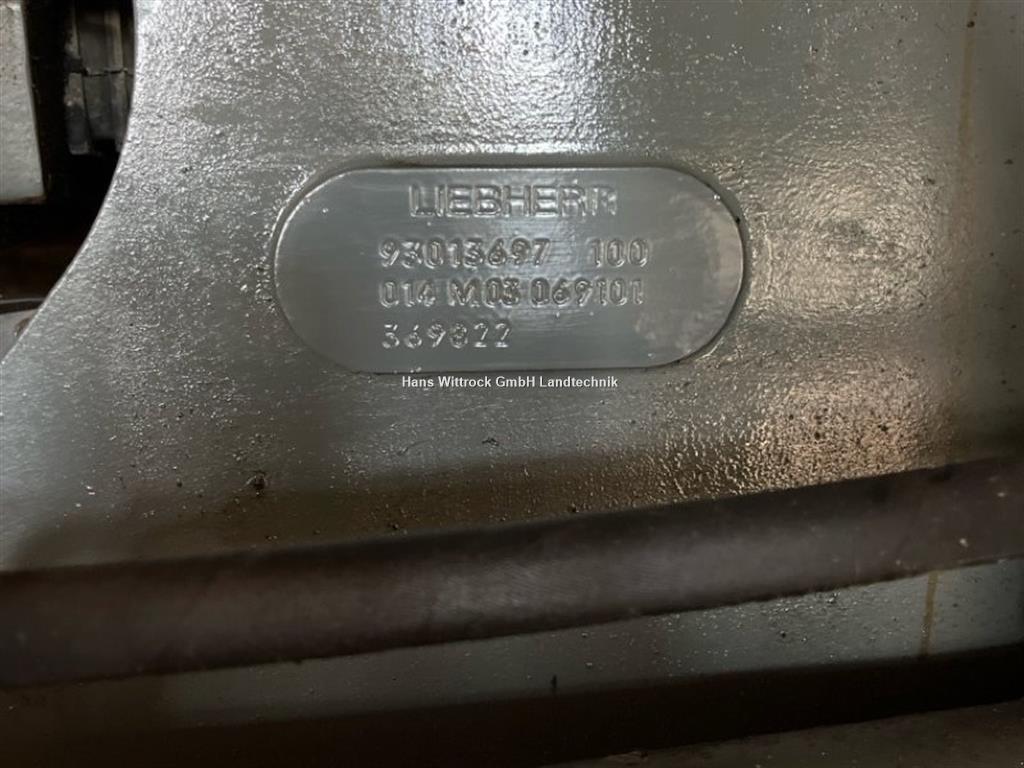 LIEBHERR
93013697 100
014 M03 069101
369822
Hans Wittrock GmbH Landtechnik